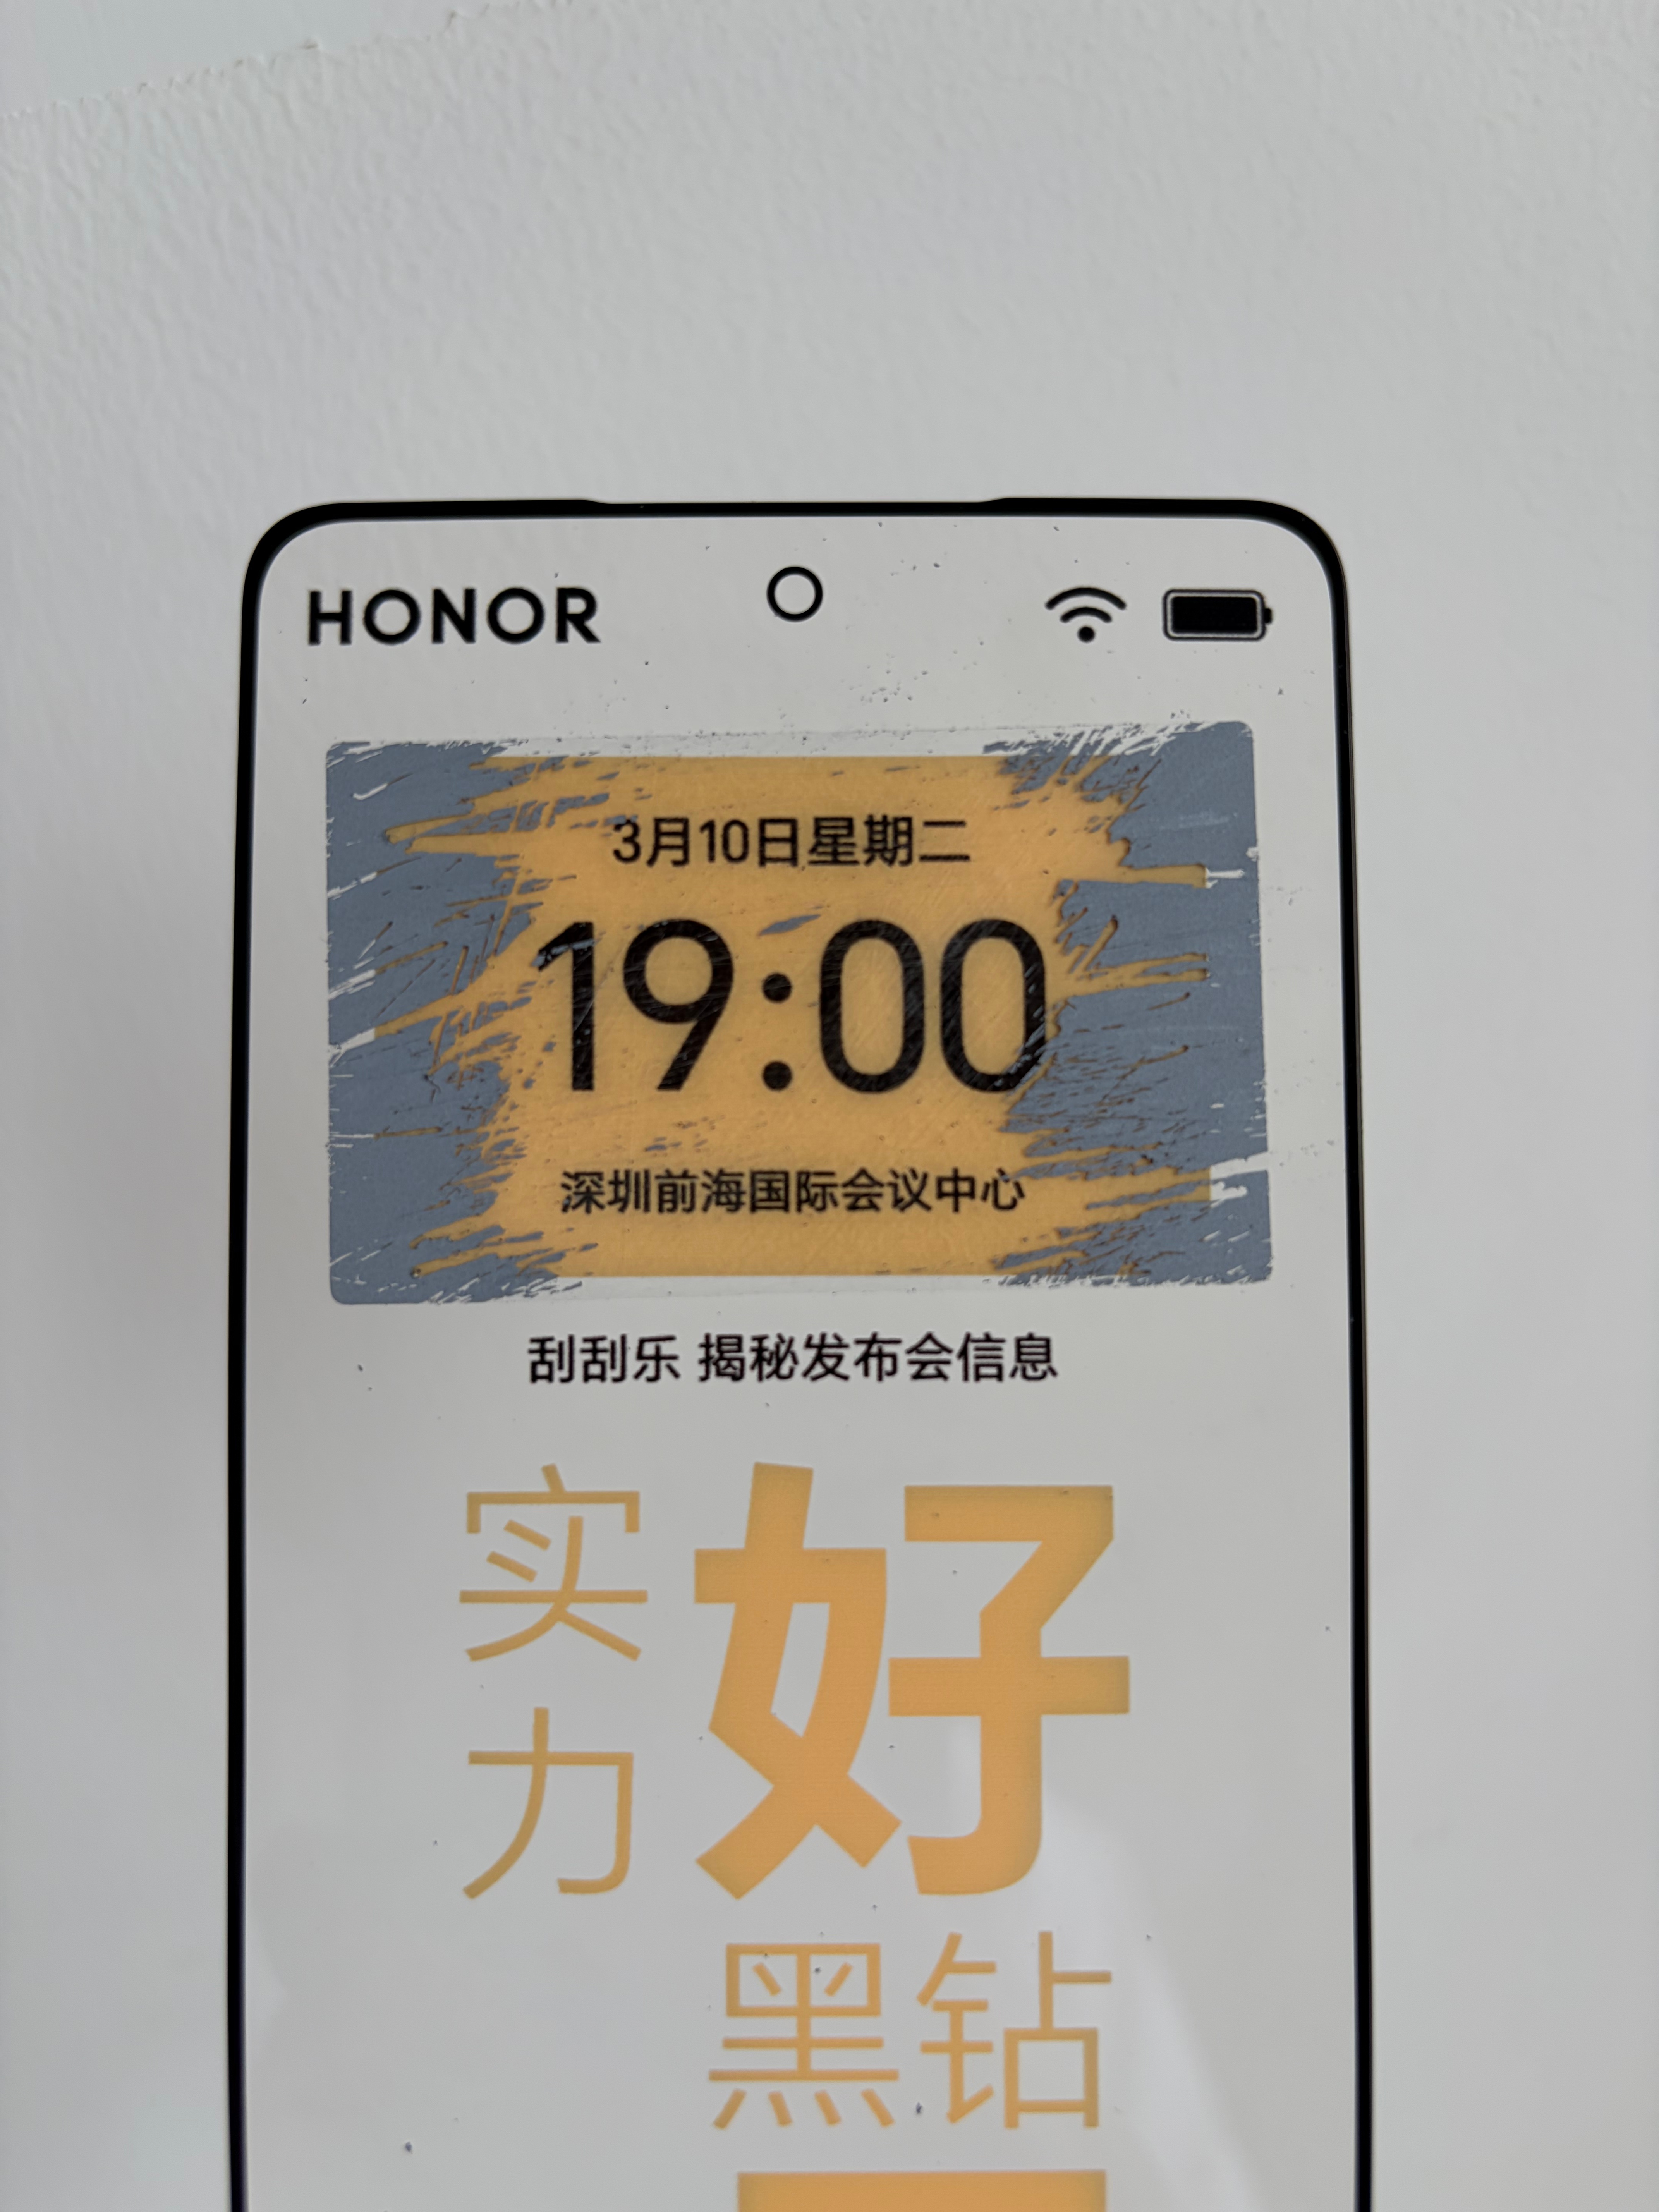 HONOR
3月10日星期二
19:00
深圳前海国际会议中心
刮刮乐 揭秘发布会信息
好
实力
黑钻